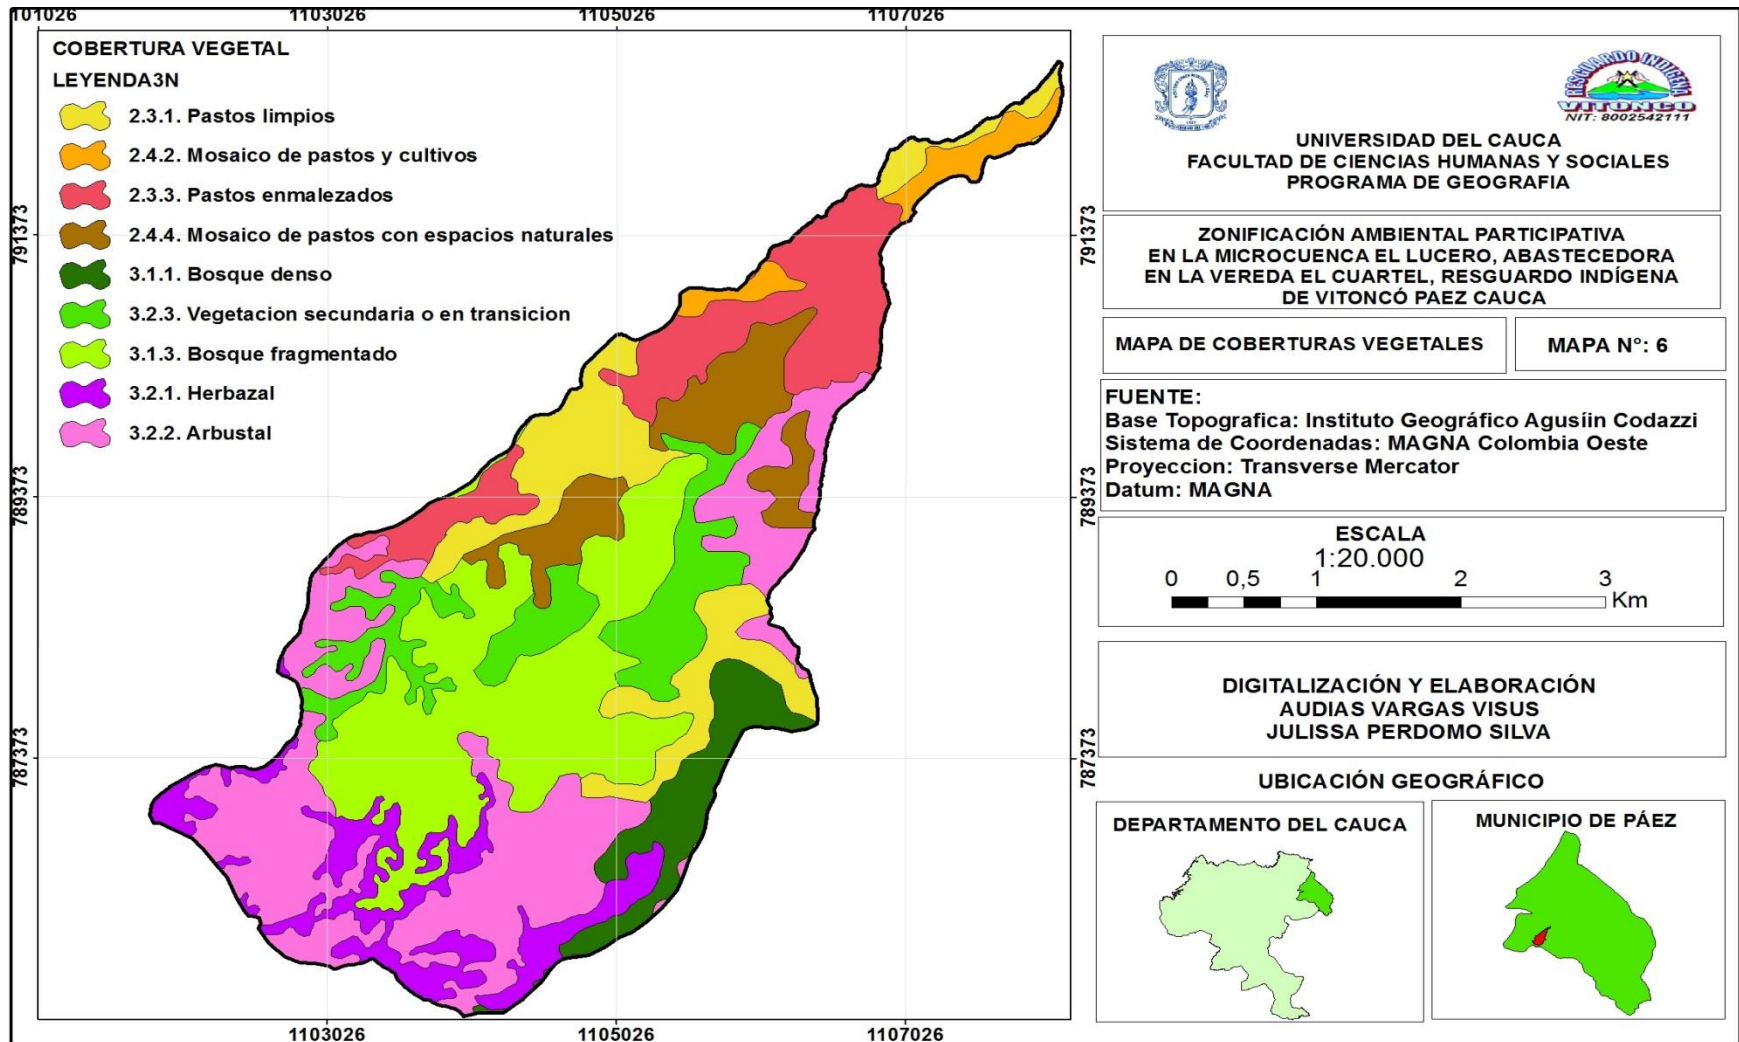 101026
1103026
1105026
1107026
COBERTURA VEGETAL
LEYENDA3N
2.3.1. Pastos limpios
2.4.2. Mosaico de pastos y cultivos
2.3.3. Pastos enmalezados
2.4.4. Mosaico de pastos con espacios naturales
3.1.1. Bosque denso
3.2.3. Vegetacion secundaria o en transicion
3.1.3. Bosque fragmentado
3.2.1. Herbazal
3.2.2. Arbustal
791373
789373
787373
791373
789373
787373
1103026
1105026
1107026
RESGUARDO INDIGENA
VITONCO
NIT: 8002542111
UNIVERSIDAD DEL CAUCA
FACULTAD DE CIENCIAS HUMANAS Y SOCIALES
PROGRAMA DE GEOGRAFIA
ZONIFICACIÓN AMBIENTAL PARTICIPATIVA
EN LA MICROCUENCA EL LUCERO, ABASTECEDORA
EN LA VEREDA EL CUARTEL, RESGUARDO INDÍGENA
DE VITONCÓ PAEZ CAUCA
MAPA DE COBERTURAS VEGETALES
MAPA N°: 6
FUENTE:
Base Topografica: Instituto Geográfico Agusíin Codazzi
Sistema de Coordenadas: MAGNA Colombia Oeste
Proyeccion: Transverse Mercator
Datum: MAGNA
ESCALA
1:20.000
0 0,5 1 2 3
Km
DIGITALIZACIÓN Y ELABORACIÓN
AUDIAS VARGAS VISUS
JULISSA PERDOMO SILVA
UBICACIÓN GEOGRÁFICO
DEPARTAMENTO DEL CAUCA
MUNICIPIO DE PÁEZ